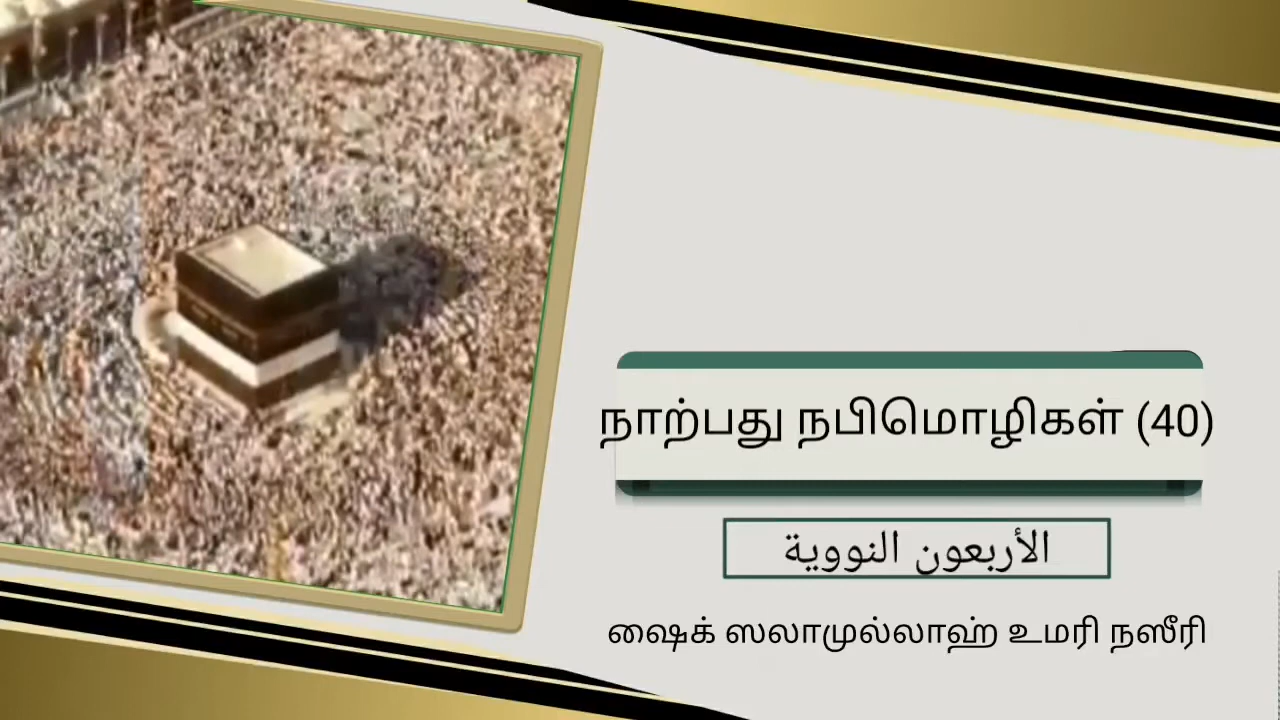 நாற்பது நபிமொழிகள் (40)
الأربعون النووية
ஷைக் ஸலாமுல்லாஹ் உமரி நஸீரி